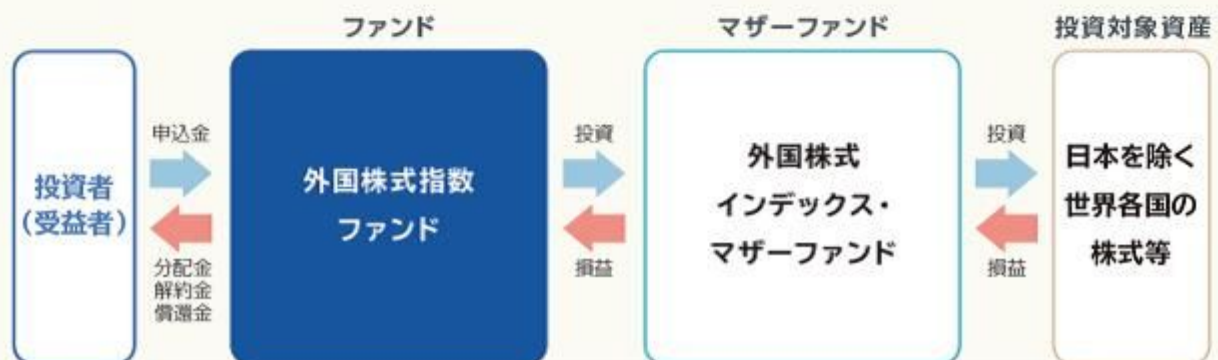 ファンド
マザーファンド
投資対象資産
投資者
(受益者)
申込金
分配金
解約金
償還金
外国株式指数
ファンド
投資
損益
外国株式
インデックス・
マザーファンド
投資
損益
日本を除く
世界各国の
株式等